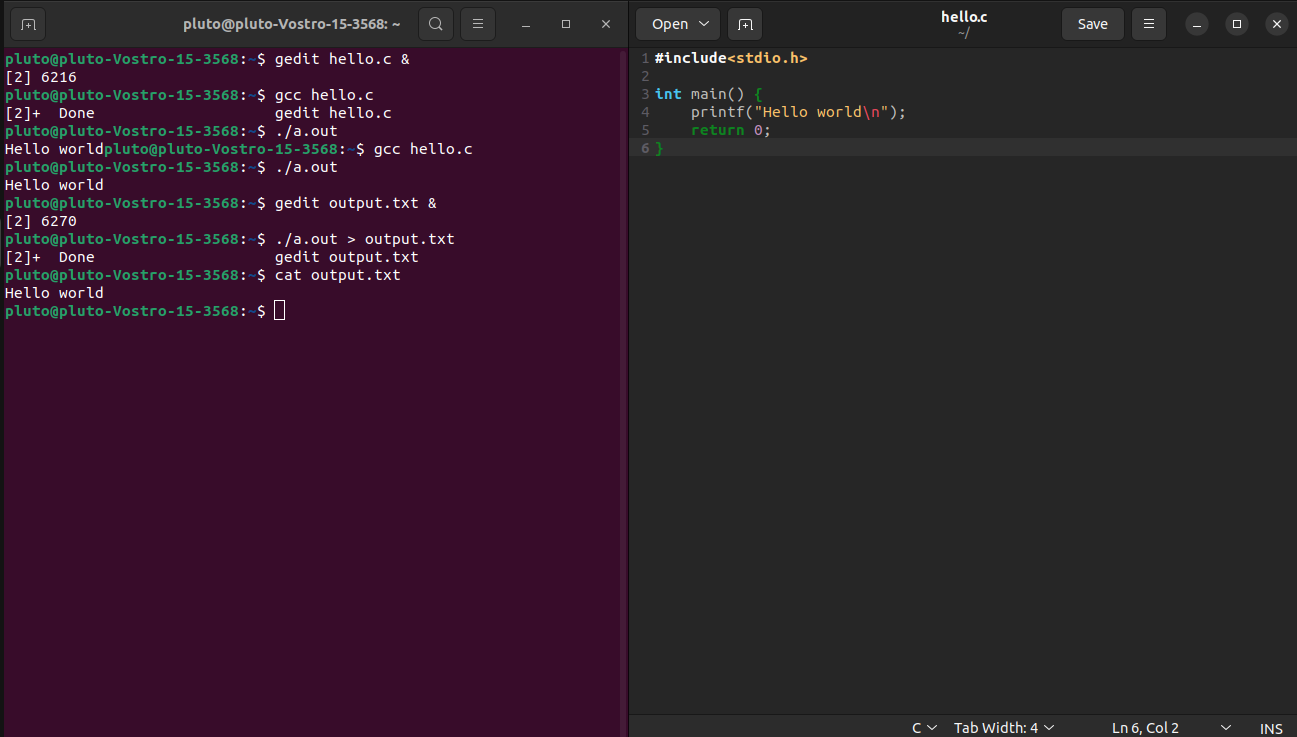 pluto@pluto-Vostro-15-3568: ~
pluto@pluto-Vostro-15-3568:~$ gedit hello.c &
[2] 6216
pluto@pluto-Vostro-15-3568:~$ gcc hello.c
[2]+  Done                    gedit hello.c
pluto@pluto-Vostro-15-3568:~$ ./a.out
Hello worldpluto@pluto-Vostro-15-3568:~$ gcc hello.c
pluto@pluto-Vostro-15-3568:~$ ./a.out
Hello world
pluto@pluto-Vostro-15-3568:~$ gedit output.txt &
[2] 6270
pluto@pluto-Vostro-15-3568:~$ ./a.out > output.txt
[2]+  Done                    gedit output.txt
pluto@pluto-Vostro-15-3568:~$ cat output.txt
Hello world
pluto@pluto-Vostro-15-3568:~$
Open hello.c Save
~/
1 #include<stdio.h>
2
3 int main() {
4     printf("Hello world\n");
5     return 0;
6 }
C Tab Width: 4 Ln 6, Col 2 INS